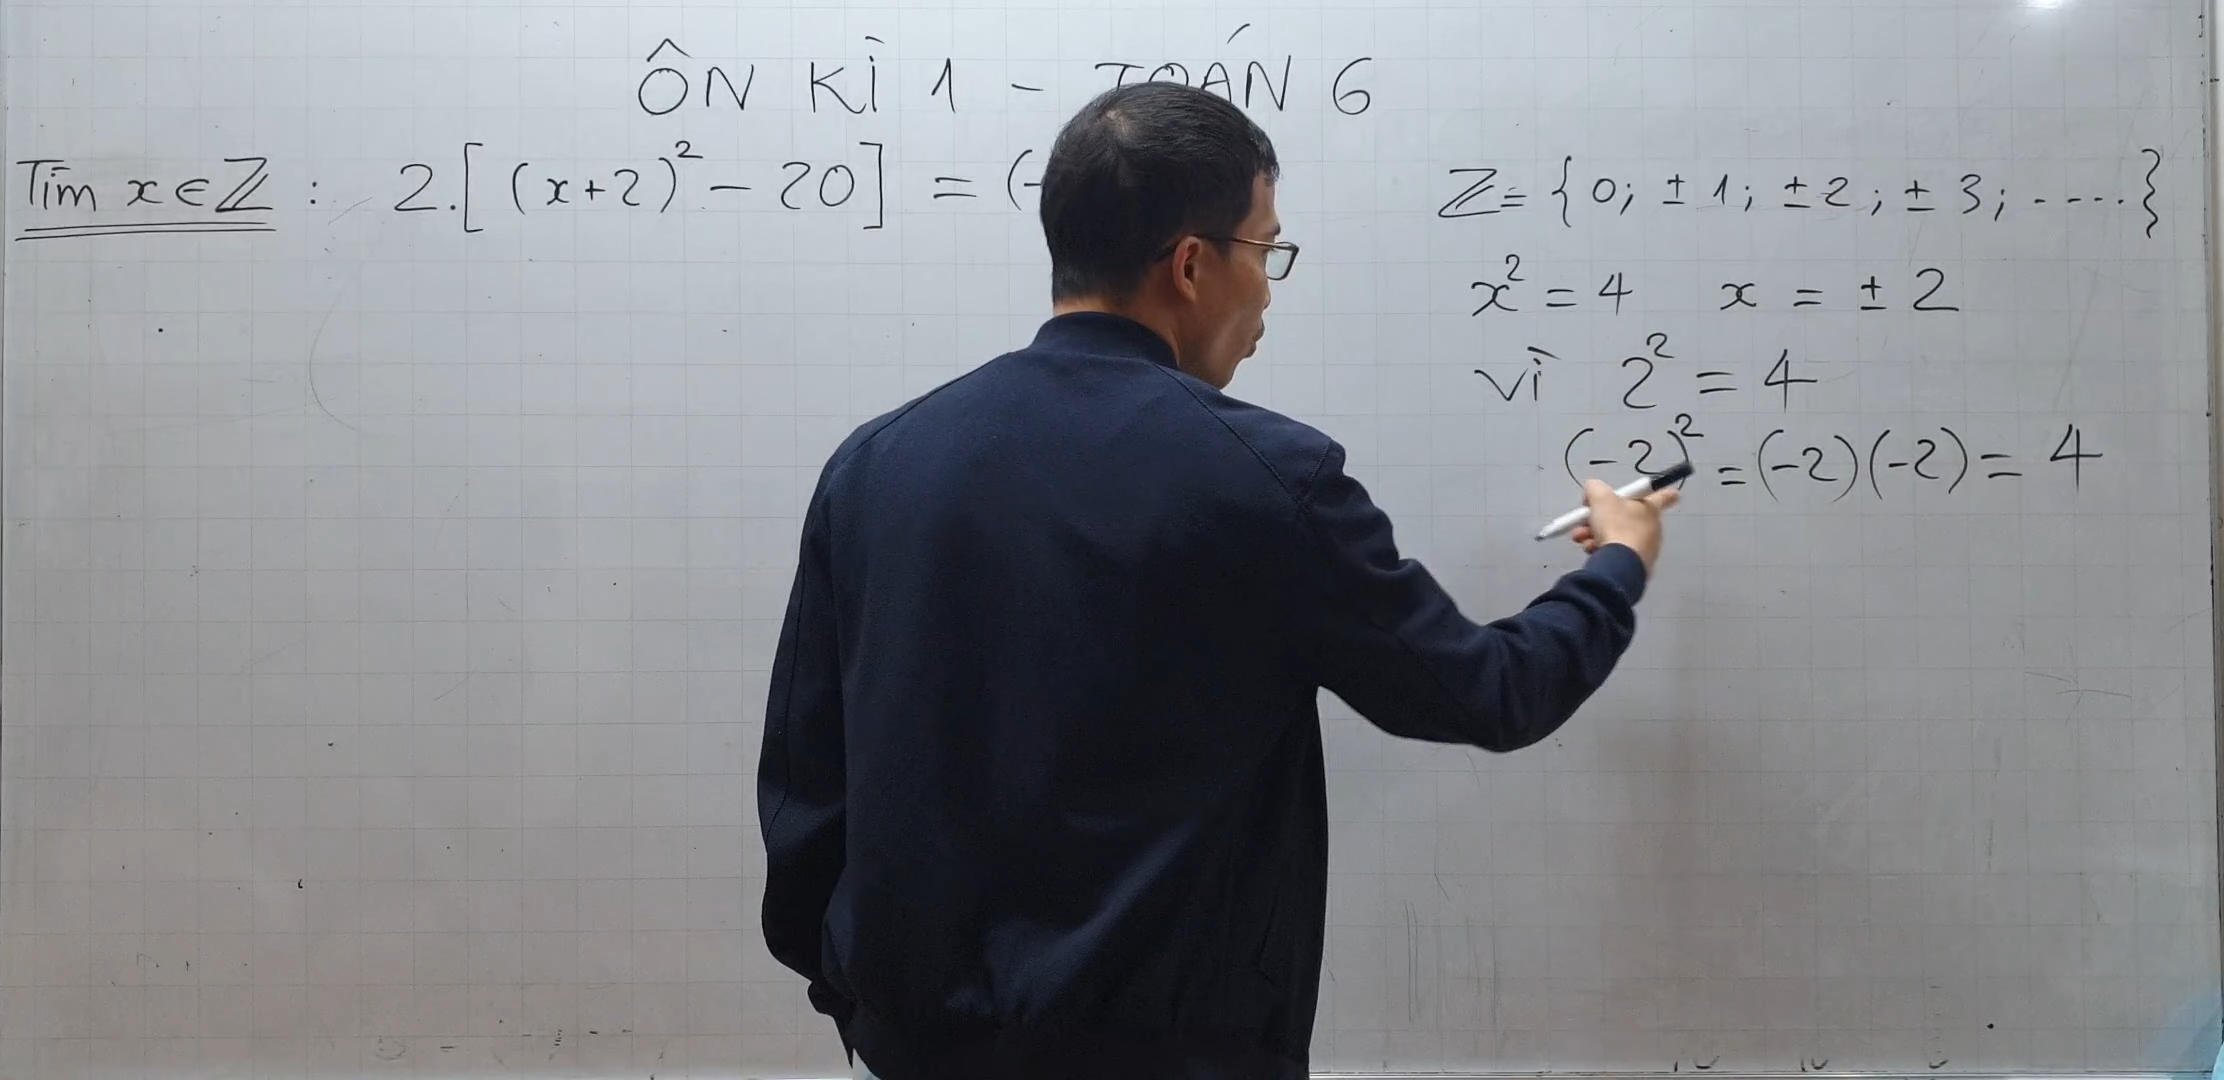 ÔN KÌ 1 - TOÁN 6
Tìm x ∈ ℤ : 2.[(x+2)² - 20] = (-
ℤ = {0; ±1; ±2; ±3; .....}
x² = 4 x = ±2
vì 2² = 4
(-2)² = (-2)(-2) = 4